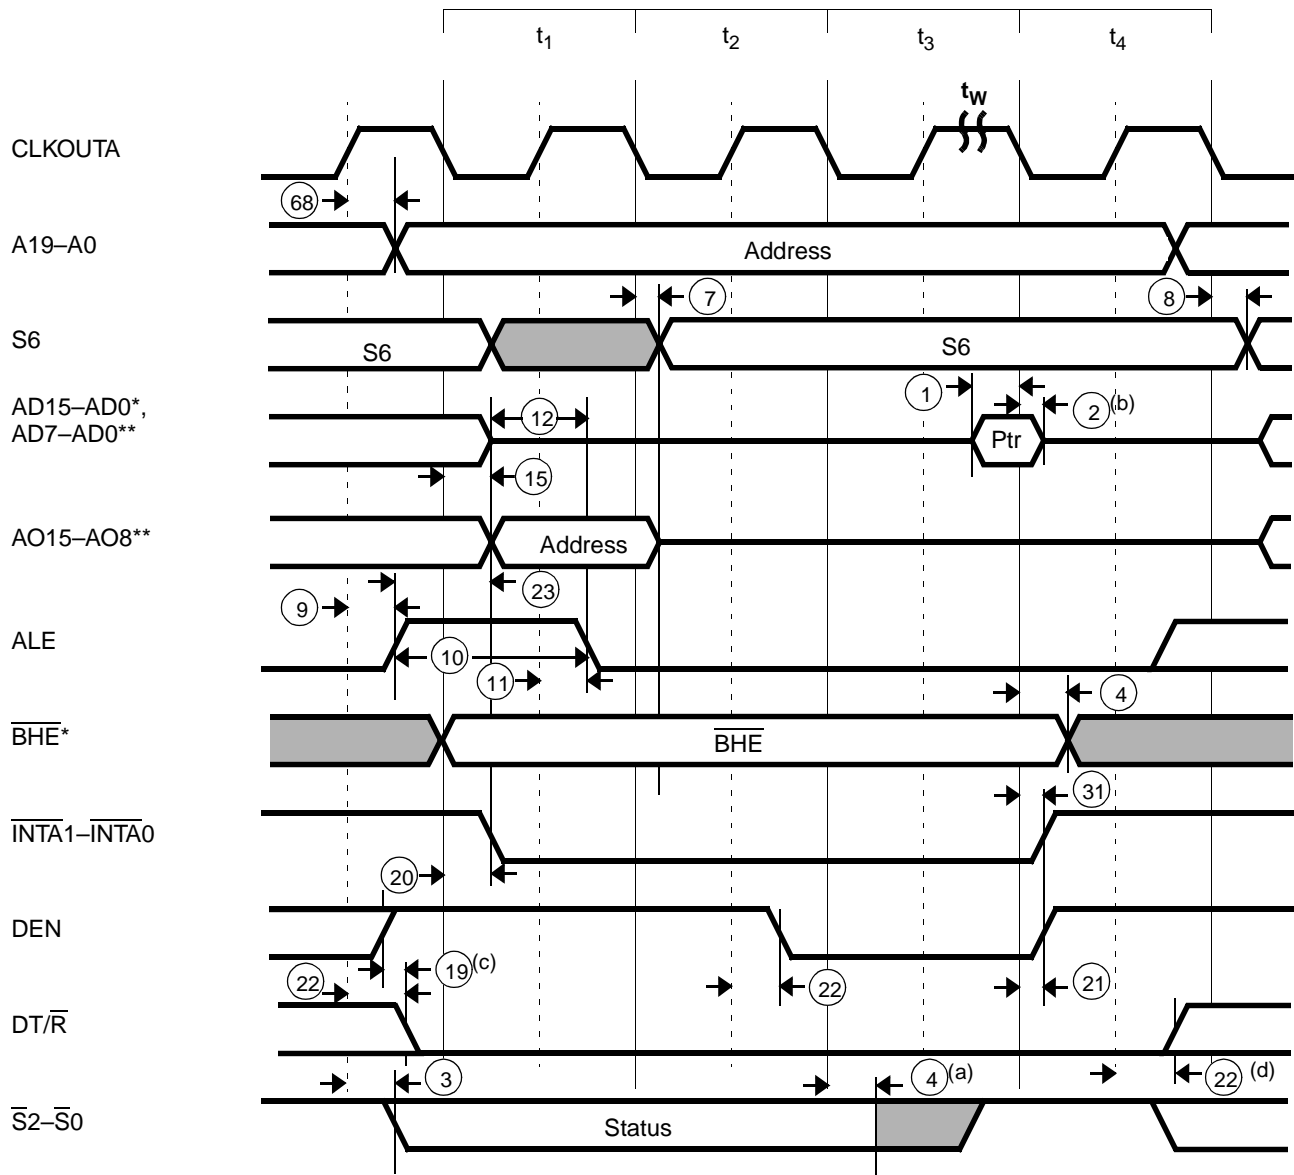 t1 t2 t3 t4
tW
CLKOUTA
68
A19–A0
Address
7 8
S6
S6 S6
1 2(b)
AD15–AD0*,
AD7–AD0**
12
Ptr
15
AO15–AO8**
Address
23
9
ALE
10
11
4
BHE*
BHE
31
INTA1–INTA0
20
DEN
22 19(c) 22 21
DT/R
3 4(a) 22 (d)
S2–S0
Status